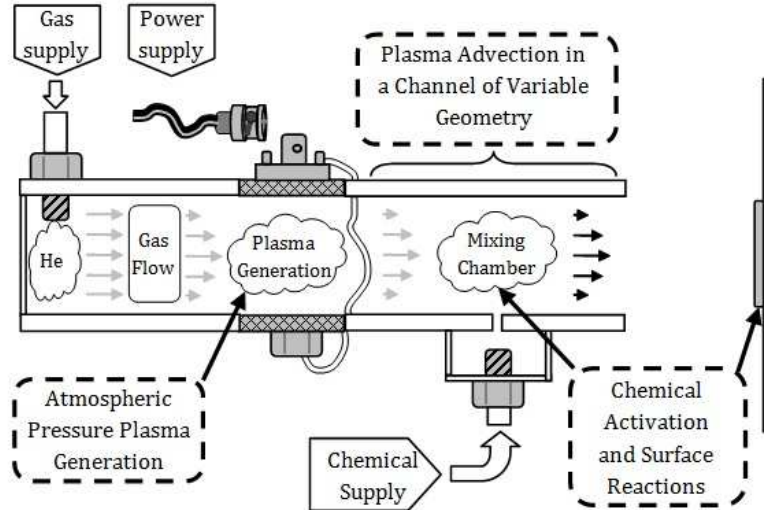 Gas
supply
Power
supply
Plasma Advection in
a Channel of Variable
Geometry
He
Gas
Flow
Plasma
Generation
Mixing
Chamber
Atmospheric
Pressure Plasma
Generation
Chemical
Supply
Chemical
Activation
and Surface
Reactions